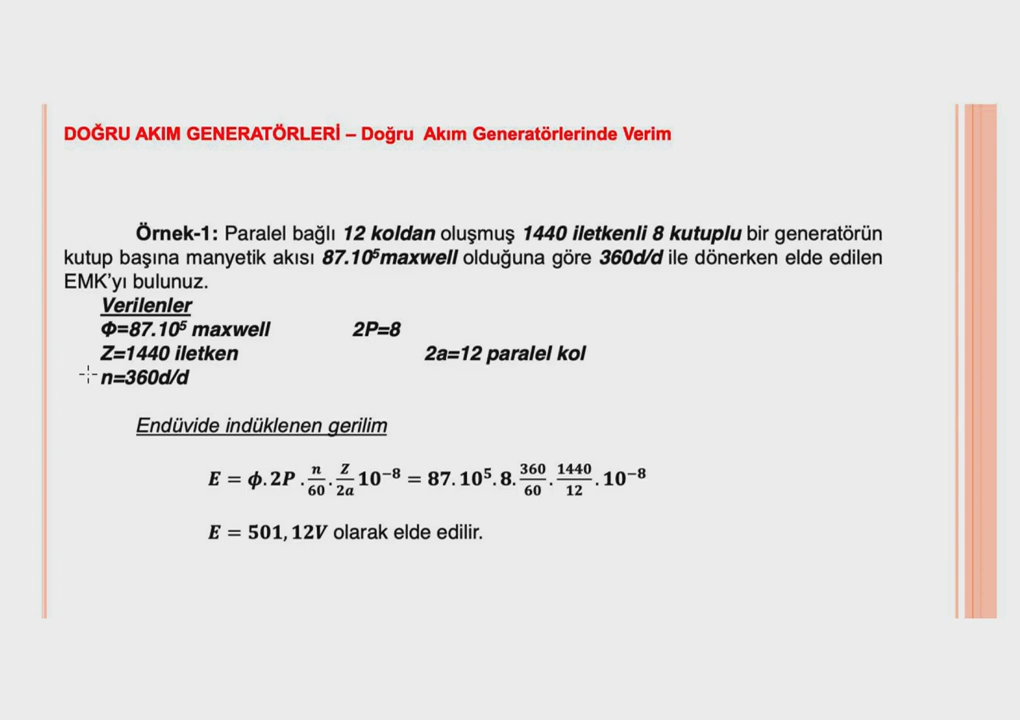 DOĞRU AKIM GENERATÖRLERİ – Doğru Akım Generatörlerinde Verim
Örnek-1: Paralel bağlı 12 koldan oluşmuş 1440 iletkenli 8 kutuplu bir generatörün
kutup başına manyetik akısı 87.10⁵maxwell olduğuna göre 360d/d ile dönerken elde edilen
EMK'yı bulunuz.
Verilenler
Φ=87.10⁵ maxwell 2P=8
Z=1440 iletken 2a=12 paralel kol
n=360d/d
Endüvide indüklenen gerilim
E = ϕ. 2P . n/60 . Z/2a 10⁻⁸ = 87. 10⁵. 8. 360/60 . 1440/12 . 10⁻⁸
E = 501, 12V olarak elde edilir.